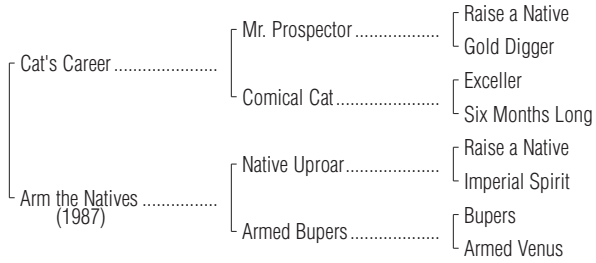 Raise a Native
Mr. Prospector ....................
Gold Digger
Cat's Career ......................
Exceller
Comical Cat ......................
Six Months Long
Raise a Native
Native Uproar ....................
Imperial Spirit
Arm the Natives ................
(1987)
Bupers
Armed Bupers ...................
Armed Venus